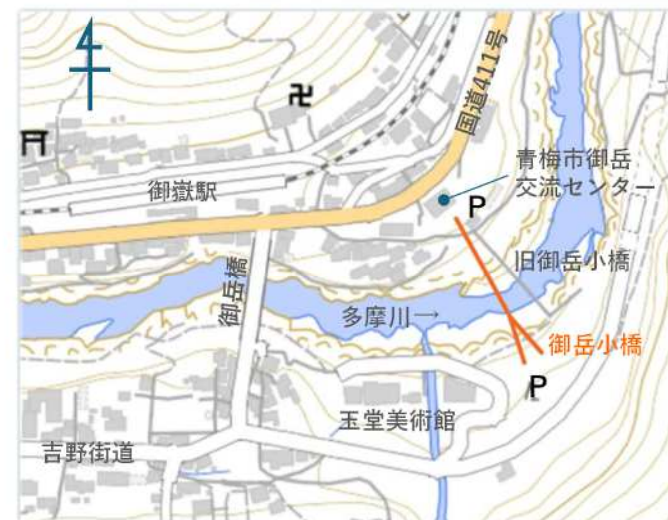 国道411号
青梅市御岳
交流センター
P
御嶽駅
旧御岳小橋
御岳橋
多摩川→
御岳小橋
P
玉堂美術館
吉野街道